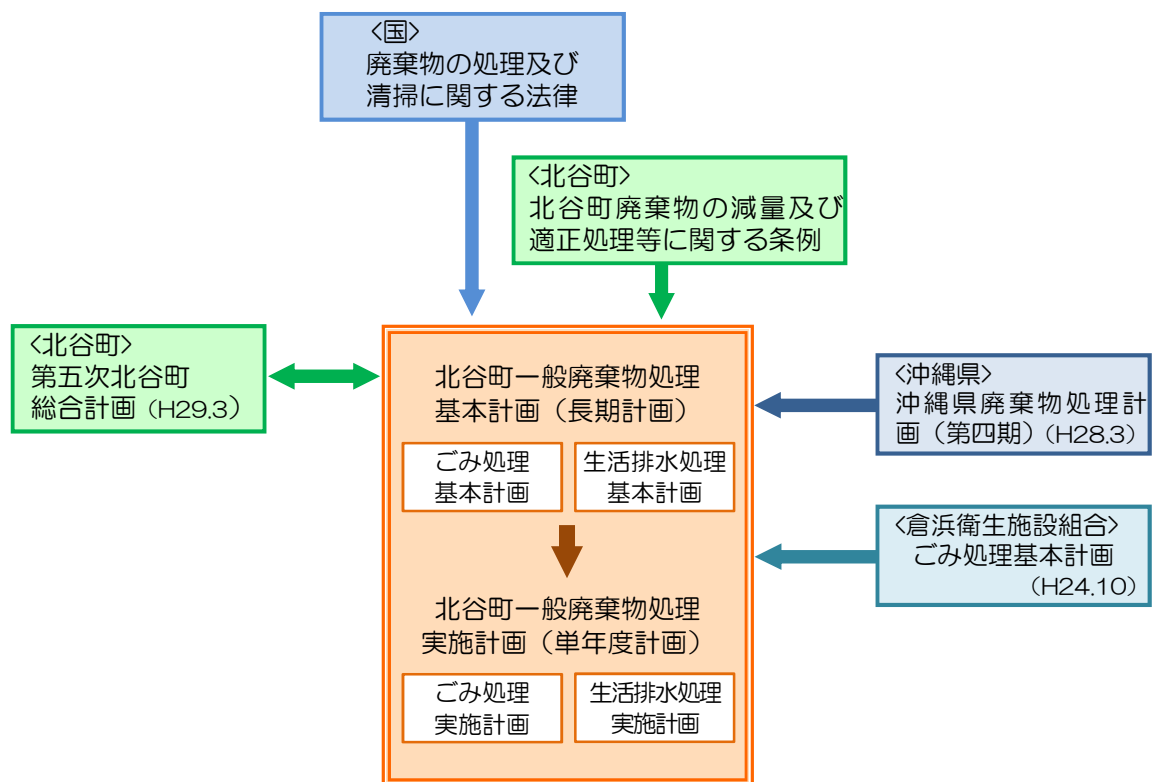 〈国〉
廃棄物の処理及び
清掃に関する法律
〈北谷町〉
北谷町廃棄物の減量及び
適正処理等に関する条例
〈北谷町〉
第五次北谷町
総合計画（H29.3）
北谷町一般廃棄物処理
基本計画（長期計画）
ごみ処理
基本計画
生活排水処理
基本計画
〈沖縄県〉
沖縄県廃棄物処理計
画（第四期）（H28.3）
〈倉浜衛生施設組合〉
ごみ処理基本計画
（H24.10）
北谷町一般廃棄物処理
実施計画（単年度計画）
ごみ処理
実施計画
生活排水処理
実施計画